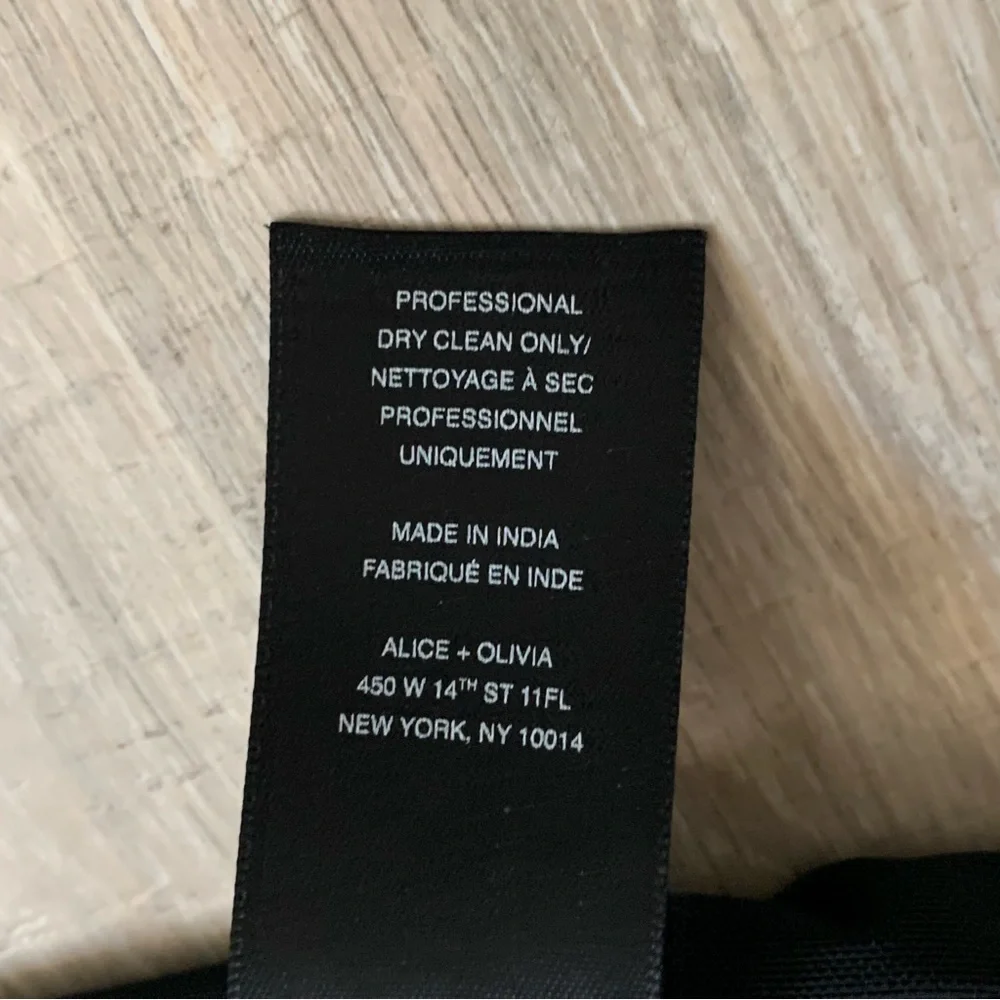 PROFESSIONAL
DRY CLEAN ONLY/
NETTOYAGE À SEC
PROFESSIONNEL
UNIQUEMENT
MADE IN INDIA
FABRIQUÉ EN INDE
ALICE + OLIVIA
450 W 14TH ST 11FL
NEW YORK, NY 10014